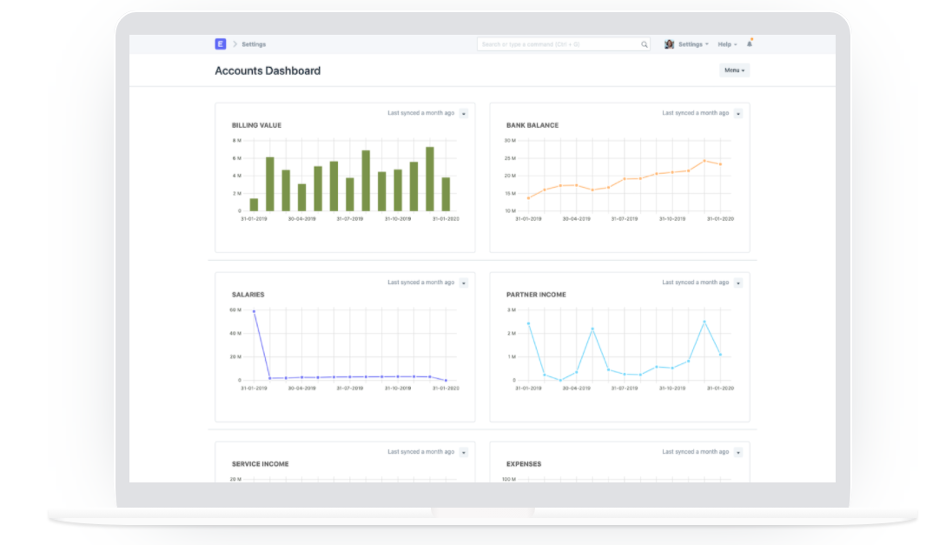 E > Settings
Search or type a command (Ctrl + G)
Settings
Help
Accounts Dashboard
Menu
Last synced a month ago
BILLING VALUE
8 M
6 M
4 M
2 M
0
31-01-2019 30-04-2019 31-07-2019 31-10-2019 31-01-2020
Last synced a month ago
BANK BALANCE
30 M
25 M
20 M
15 M
10 M
31-01-2019 30-04-2019 31-07-2019 31-10-2019 31-01-2020
Last synced a month ago
SALARIES
60 M
40 M
20 M
0
31-01-2019 30-04-2019 31-07-2019 31-10-2019 31-01-2020
Last synced a month ago
PARTNER INCOME
3 M
2 M
1 M
0
31-01-2019 30-04-2019 31-07-2019 31-10-2019 31-01-2020
Last synced a month ago
SERVICE INCOME
20 M
Last synced a month ago
EXPENSES
100 M